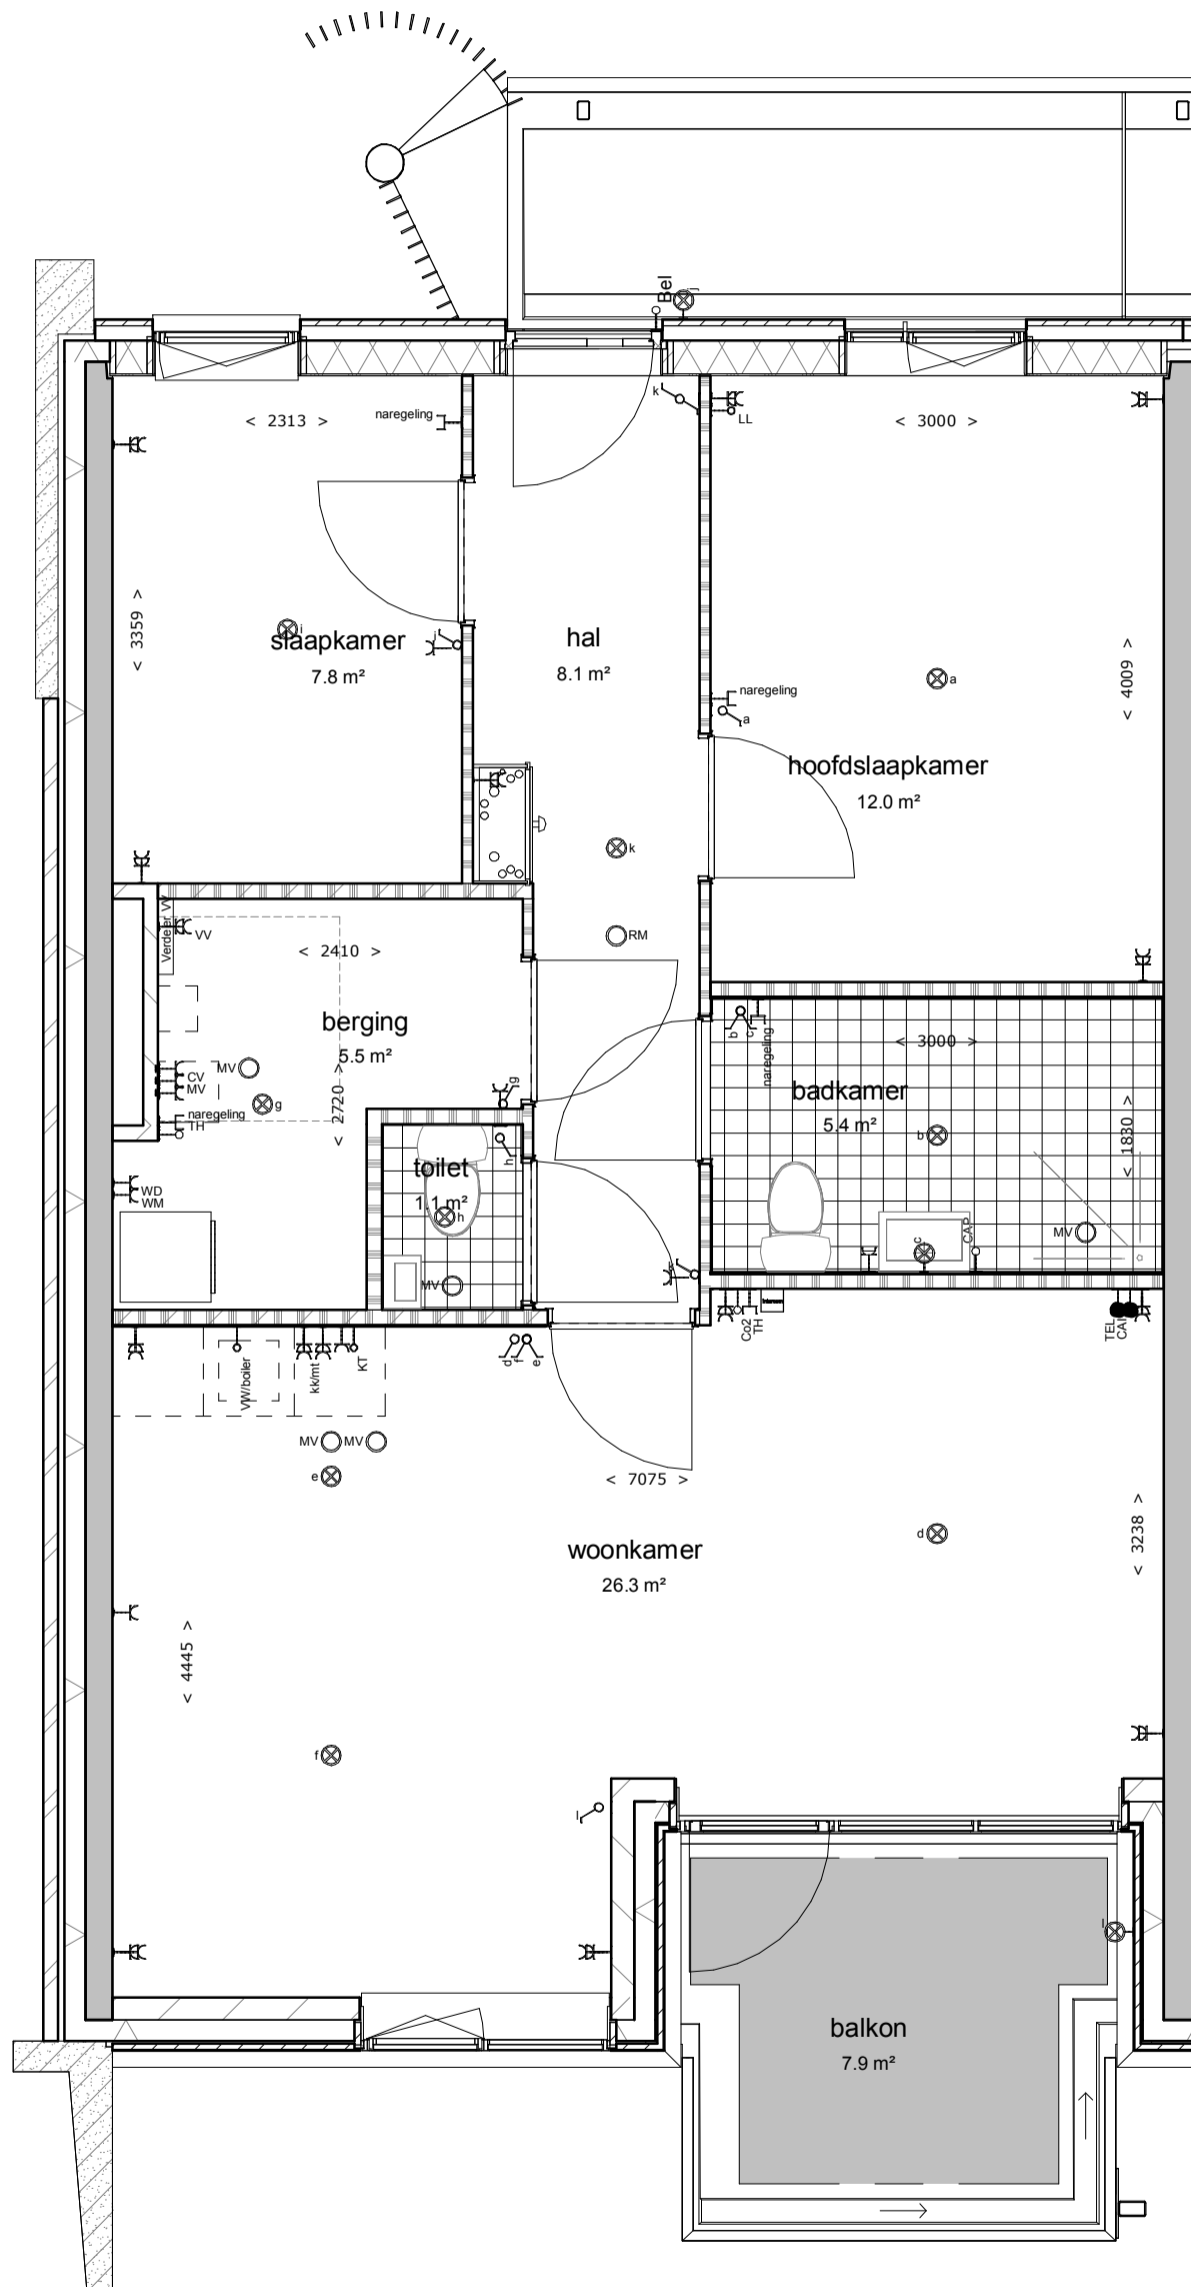 Bel
j
naregeling
k
LL
< 2313 >
< 3000 >
< 3359 >
i
slaapkamer
7.8 m²
hal
8.1 m²
i
naregeling
a
a
< 4009 >
hoofdslaapkamer
12.0 m²
k
RM
Verdeler VV
VV
< 2410 >
berging
5.5 m²
MV
CV
MV
g
naregeling
TH
< 2720 >
g
WD
WM
h
toilet
1.1 m²
h
MV
b
c
naregeling
< 3000 >
badkamer
5.4 m²
b
< 1830 >
c
CAP
MV
Co2
TH
TEL
CAI
VW/boiler
kk/mt
KT
d
f
e
MV
MV
e
< 7075 >
d
< 3238 >
woonkamer
26.3 m²
< 4445 >
f
l
l
balkon
7.9 m²